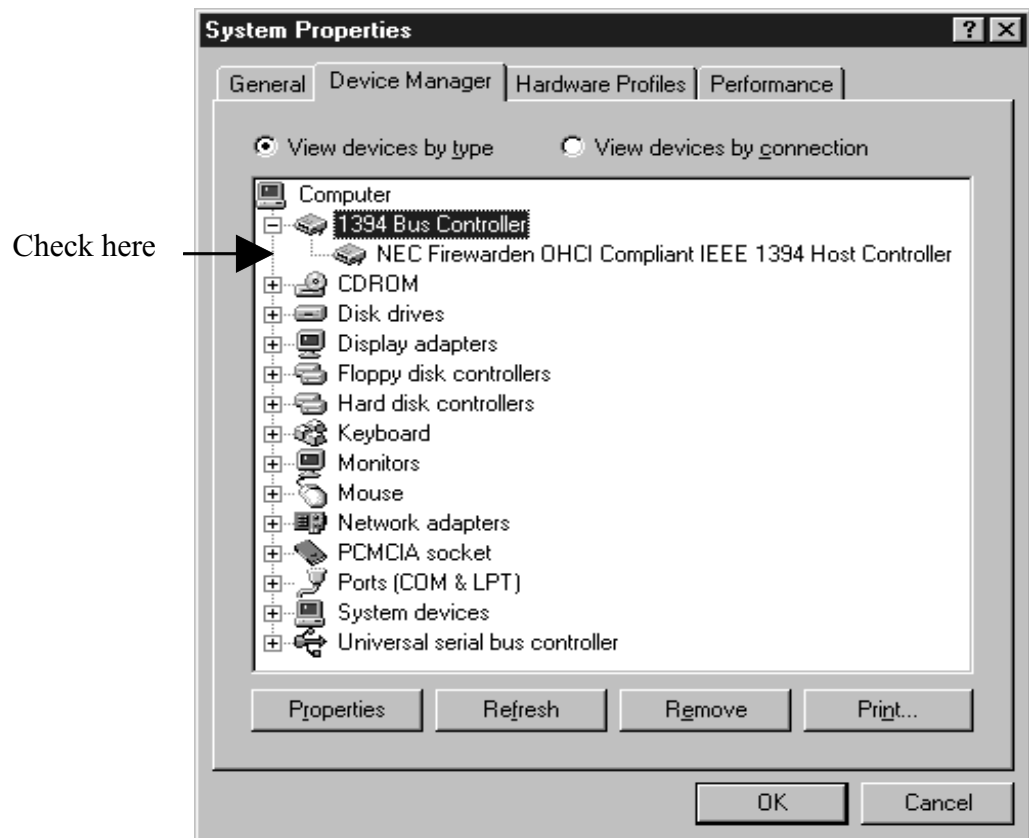 System Properties
General Device Manager Hardware Profiles Performance
View devices by type View devices by connection
Computer
1394 Bus Controller
Check here
NEC Firewarden OHCI Compliant IEEE 1394 Host Controller
CDROM
Disk drives
Display adapters
Floppy disk controllers
Hard disk controllers
Keyboard
Monitors
Mouse
Network adapters
PCMCIA socket
Ports (COM & LPT)
System devices
Universal serial bus controller
Properties Refresh Remove Print...
OK Cancel